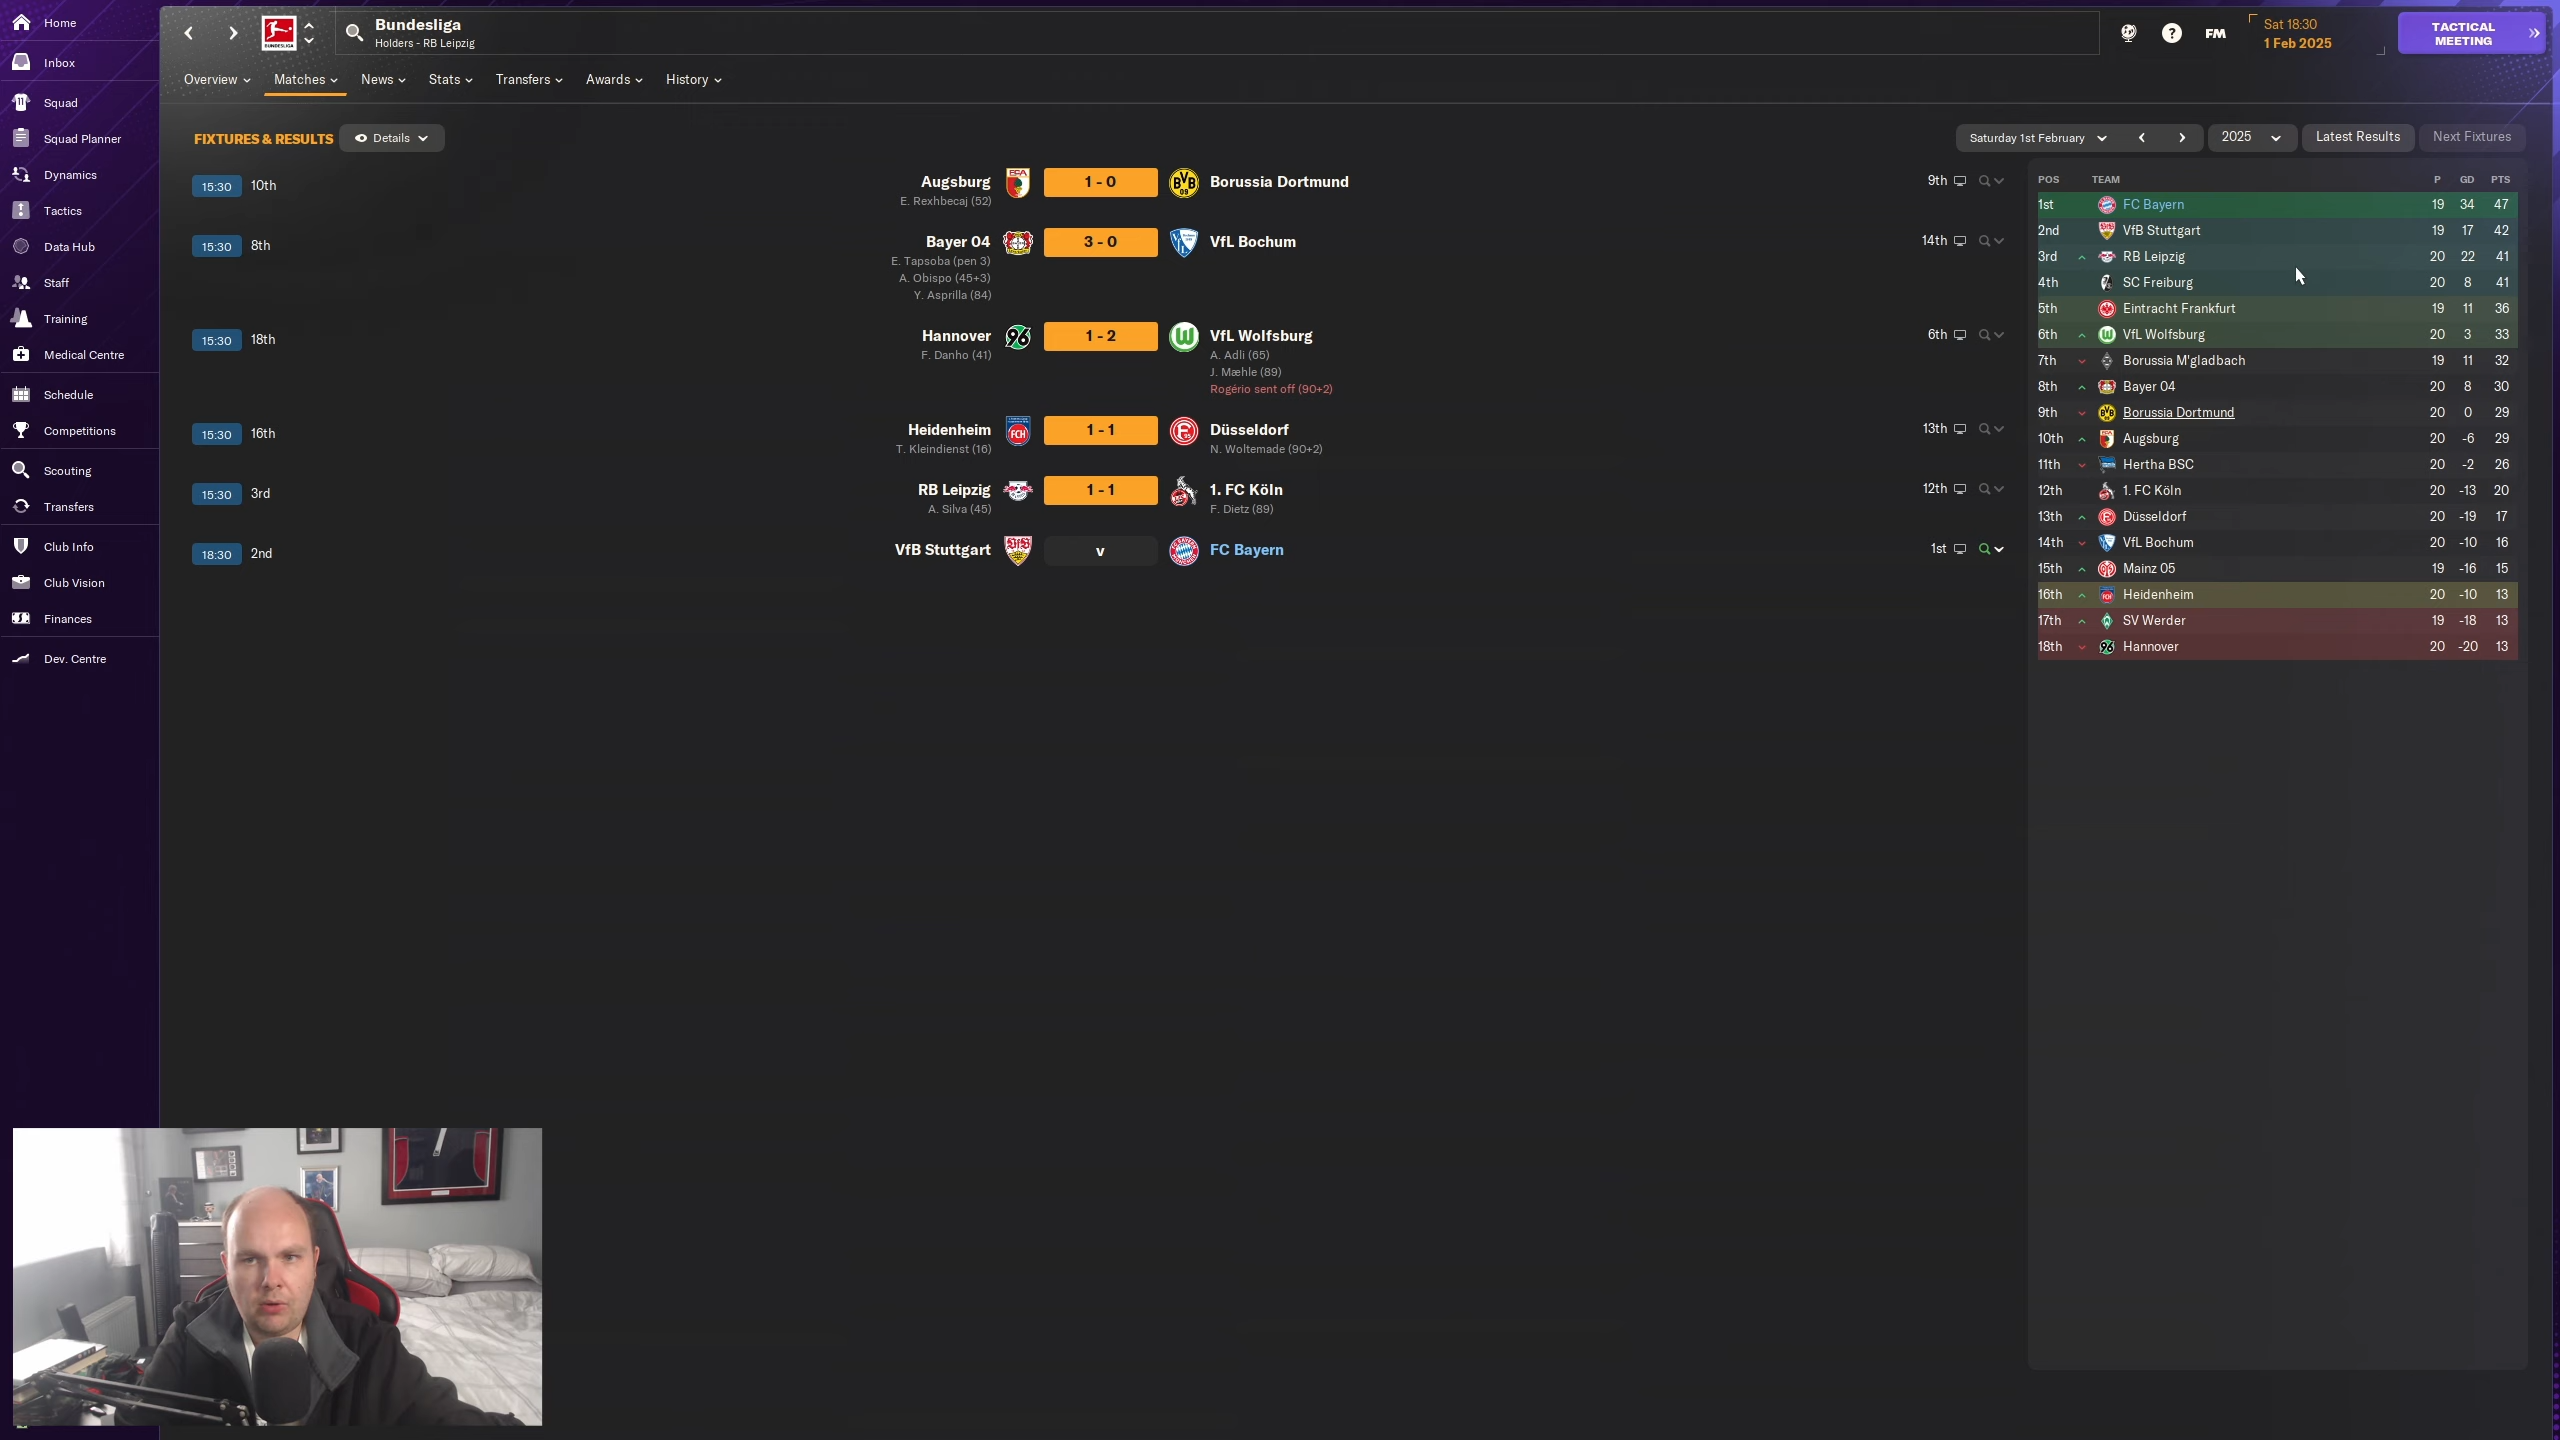 Home
Inbox
Squad
Squad Planner
Dynamics
Tactics
Data Hub
Staff
Training
Medical Centre
Schedule
Competitions
Scouting
Transfers
Club Info
Club Vision
Finances
Dev. Centre
BUNDESLIGA
Bundesliga
Holders - RB Leipzig
? FM
Sat 18:30
1 Feb 2025
TACTICAL
MEETING
Overview Matches News Stats Transfers Awards History
FIXTURES & RESULTS Details
Saturday 1st February 2025 Latest Results Next Fixtures
15:30 10th Augsburg 1 - 0 Borussia Dortmund 9th
E. Rexhbecaj (52)
15:30 8th Bayer 04 3 - 0 VfL Bochum 14th
E. Tapsoba (pen 3)
A. Obispo (45+3)
Y. Asprilla (84)
15:30 18th Hannover 1 - 2 VfL Wolfsburg 6th
F. Danho (41) A. Adli (65)
J. Mæhle (89)
Rogério sent off (90+2)
15:30 16th Heidenheim 1 - 1 Düsseldorf 13th
T. Kleindienst (16) N. Woltemade (90+2)
15:30 3rd RB Leipzig 1 - 1 1. FC Köln 12th
A. Silva (45) F. Dietz (89)
18:30 2nd VfB Stuttgart v FC Bayern 1st
POS TEAM P GD PTS
1st FC Bayern 19 34 47
2nd VfB Stuttgart 19 17 42
3rd RB Leipzig 20 22 41
4th SC Freiburg 20 8 41
5th Eintracht Frankfurt 19 11 36
6th VfL Wolfsburg 20 3 33
7th Borussia M'gladbach 19 11 32
8th Bayer 04 20 8 30
9th Borussia Dortmund 20 0 29
10th Augsburg 20 -6 29
11th Hertha BSC 20 -2 26
12th 1. FC Köln 20 -13 20
13th Düsseldorf 20 -19 17
14th VfL Bochum 20 -10 16
15th Mainz 05 19 -16 15
16th Heidenheim 20 -10 13
17th SV Werder 19 -18 13
18th Hannover 20 -20 13